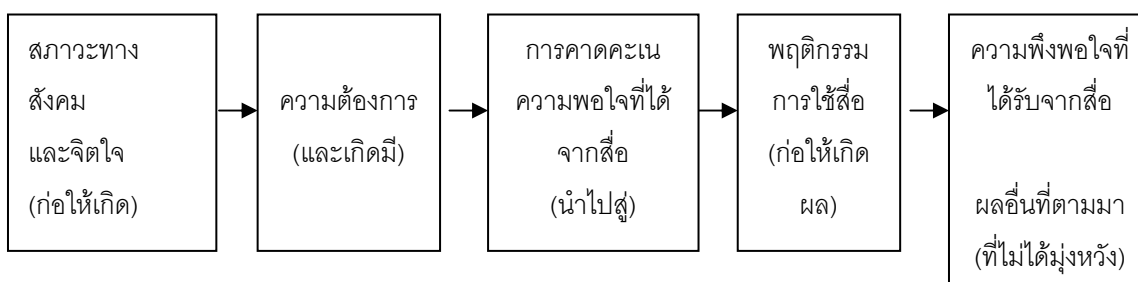 สภาวะทาง
สังคม
และจิตใจ
(ก่อให้เกิด)
ความต้องการ
(และเกิดมี)
การคาดคะเน
ความพอใจที่ได้
จากสื่อ
(นำไปสู่)
พฤติกรรม
การใช้สื่อ
(ก่อให้เกิด
ผล)
ความพึงพอใจที่
ได้รับจากสื่อ
ผลอื่นที่ตามมา
(ที่ไม่ได้มุ่งหวัง)